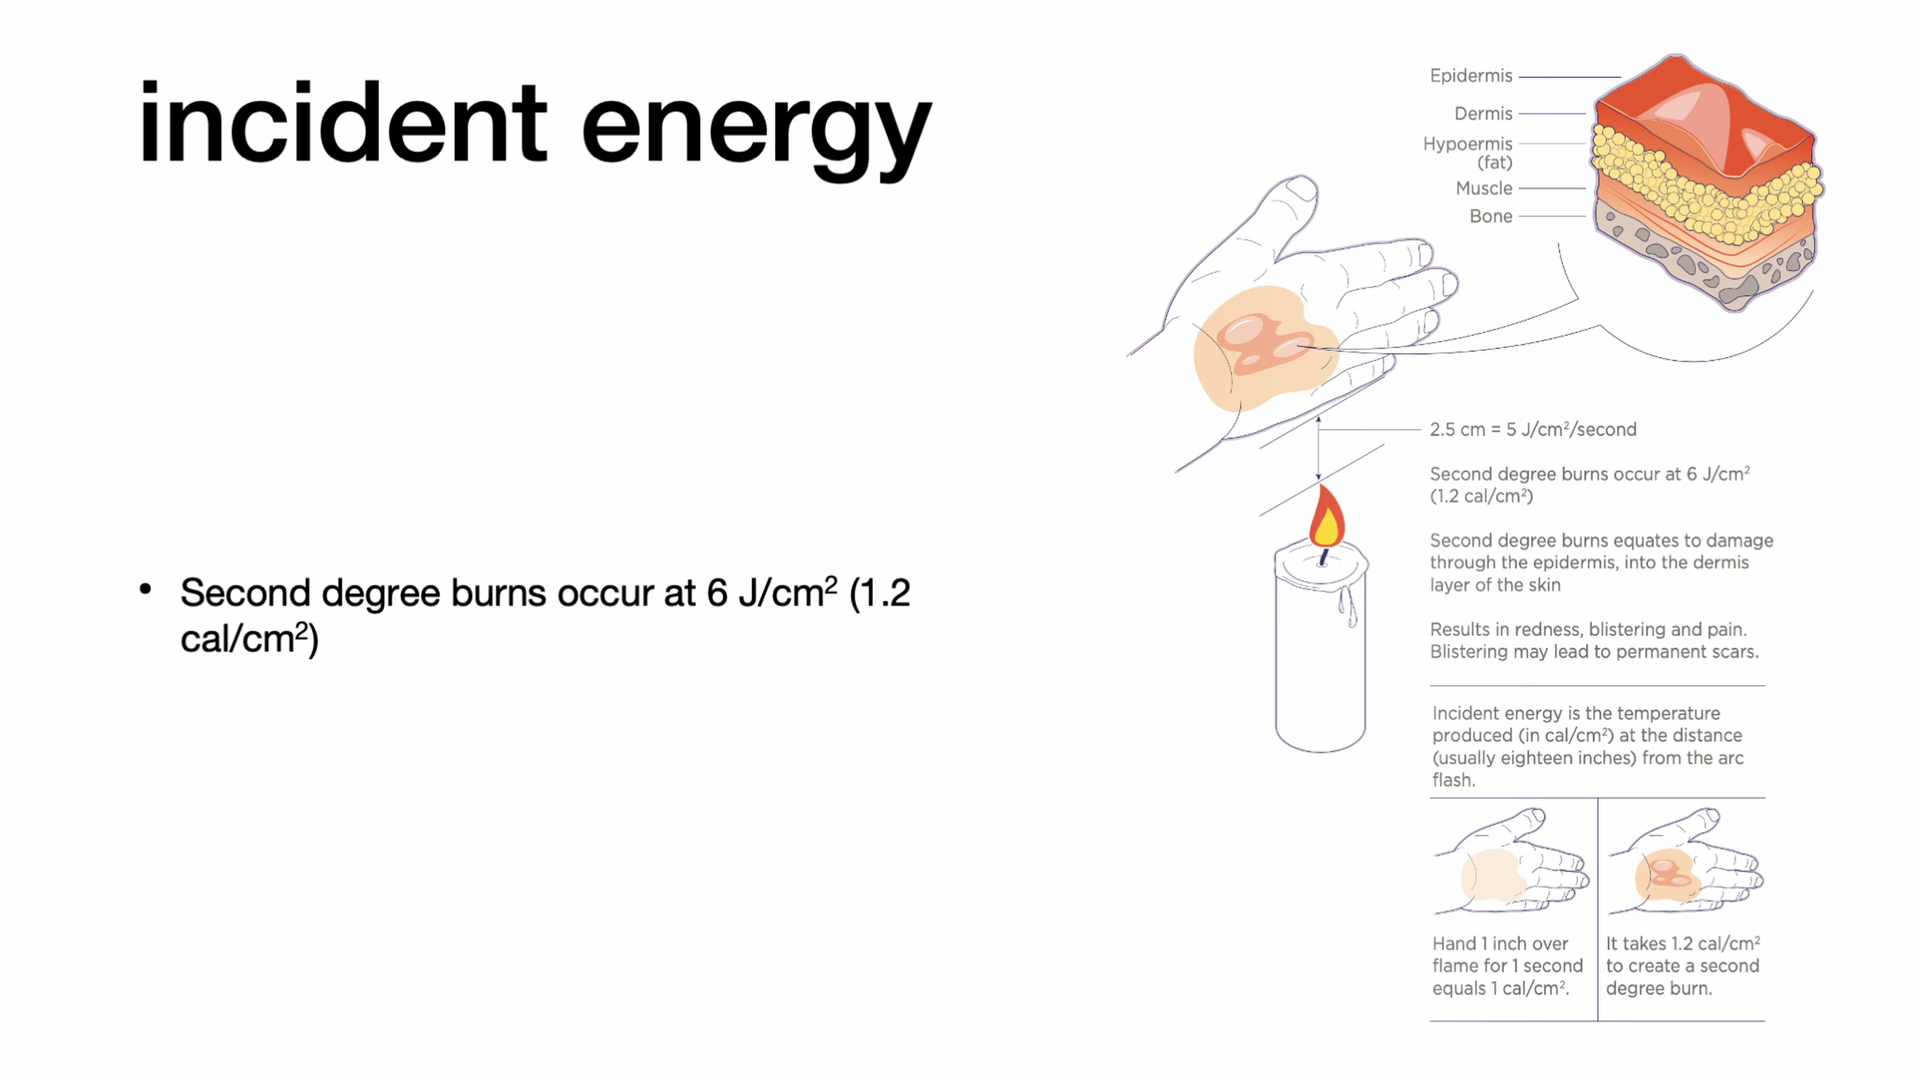 incident energy
• Second degree burns occur at 6 J/cm² (1.2
cal/cm²)
Epidermis
Dermis
Hypoermis
(fat)
Muscle
Bone
2.5 cm = 5 J/cm²/second
Second degree burns occur at 6 J/cm²
(1.2 cal/cm²)
Second degree burns equates to damage
through the epidermis, into the dermis
layer of the skin
Results in redness, blistering and pain.
Blistering may lead to permanent scars.
Incident energy is the temperature
produced (in cal/cm²) at the distance
(usually eighteen inches) from the arc
flash.
Hand 1 inch over
flame for 1 second
equals 1 cal/cm².
It takes 1.2 cal/cm²
to create a second
degree burn.